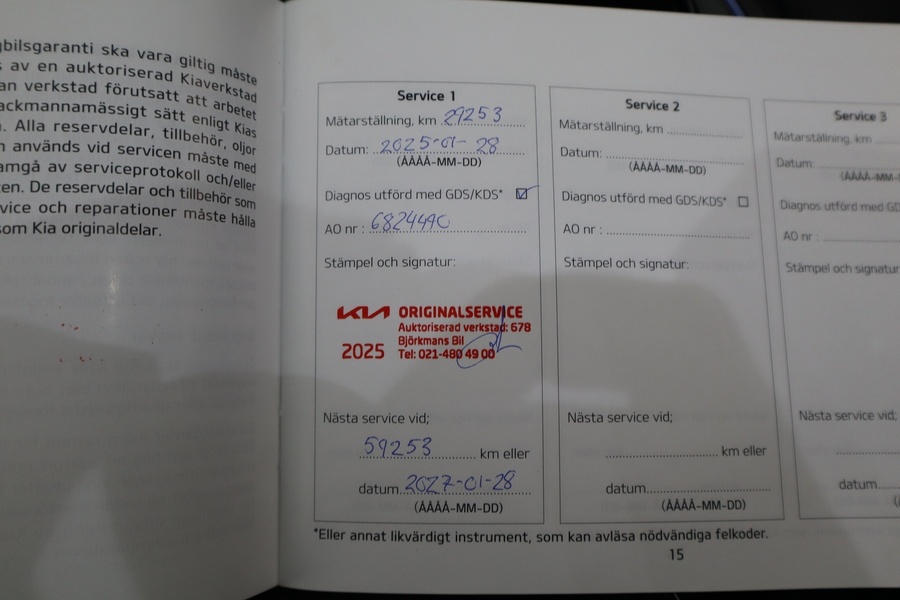 bilsgaranti ska vara giltig måste
av en auktoriserad Kiaverkstad
an verkstad förutsatt att arbetet
ackmannamässigt sätt enligt Kias
. Alla reservdelar, tillbehör, oljor
används vid servicen måste med
amgå av serviceprotokoll och/eller
en. De reservdelar och tillbehör som
vice och reparationer måste hålla
som Kia originaldelar.
Service 1
Mätarställning, km 29253
Datum: 2025-01-28
(ÅÅÅÅ-MM-DD)
Diagnos utförd med GDS/KDS*
AO nr : 6824490
Stämpel och signatur:
KIA ORIGINALSERVICE
Auktoriserad verkstad: 678
Björkmans Bil
2025 Tel: 021-480 49 00
Nästa service vid;
59253 km eller
datum 2027-01-28
(ÅÅÅÅ-MM-DD)
Service 2
Mätarställning, km
Datum:
(ÅÅÅÅ-MM-DD)
Diagnos utförd med GDS/KDS*
AO nr :
Stämpel och signatur:
Nästa service vid;
km eller
datum
(ÅÅÅÅ-MM-DD)
Service 3
Mätarställning, km
Datum:
(ÅÅÅÅ-MM-
Diagnos utförd med GD
AO nr :
Stämpel och signatur
Nästa service vid;
datum
*Eller annat likvärdigt instrument, som kan avläsa nödvändiga felkoder.
15